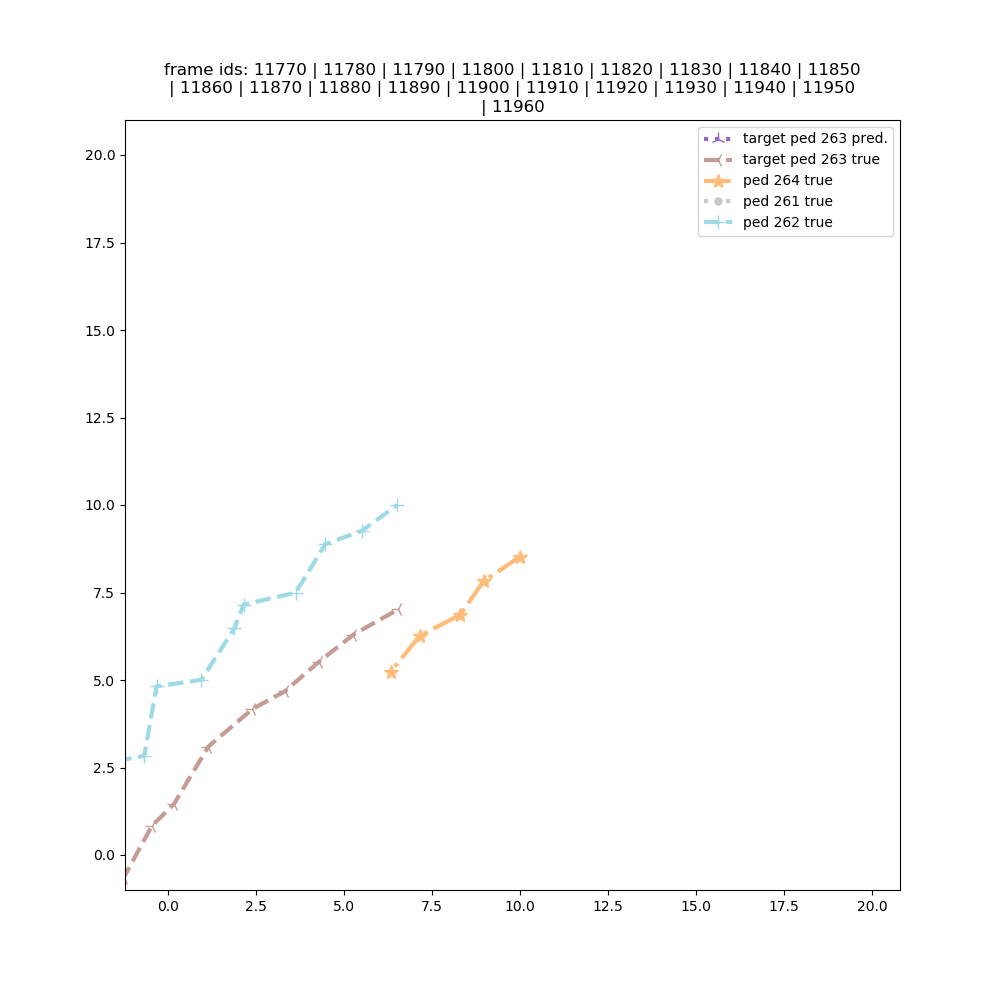 frame ids: 11770 | 11780 | 11790 | 11800 | 11810 | 11820 | 11830 | 11840 | 11850
| 11860 | 11870 | 11880 | 11890 | 11900 | 11910 | 11920 | 11930 | 11940 | 11950
| 11960
target ped 263 pred.
target ped 263 true
ped 264 true
ped 261 true
ped 262 true
20.0
17.5
15.0
12.5
10.0
7.5
5.0
2.5
0.0
0.0 2.5 5.0 7.5 10.0 12.5 15.0 17.5 20.0